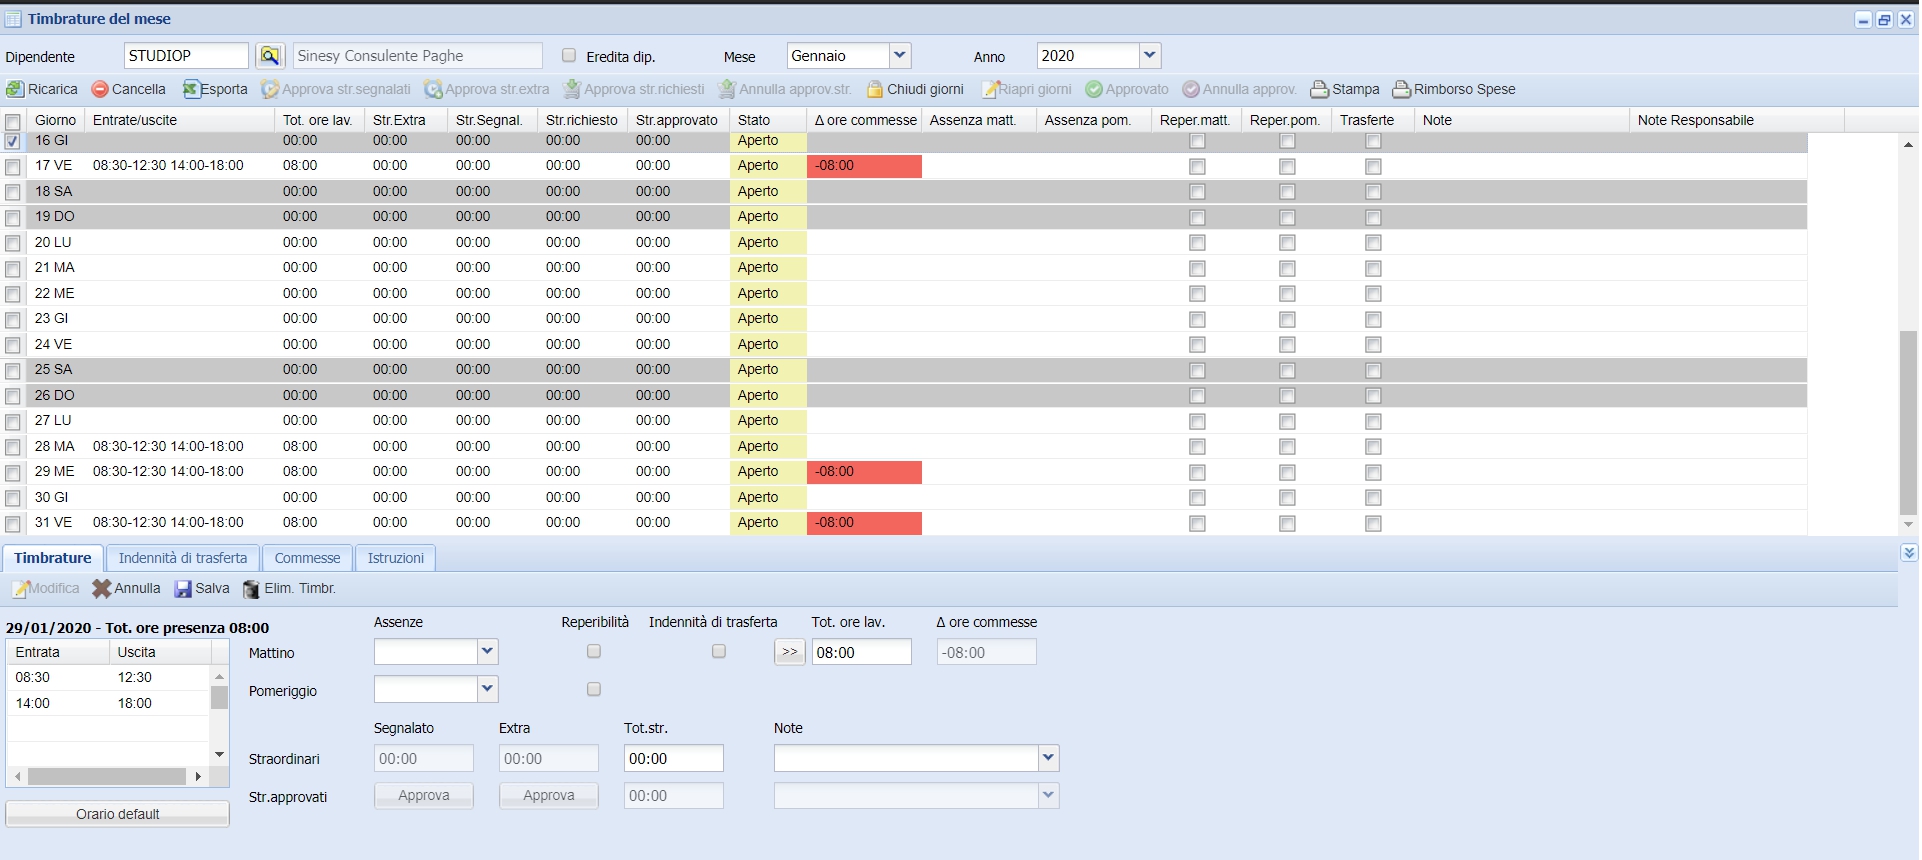 Timbrature del mese
Dipendente STUDIOP Sinesy Consulente Paghe Eredita dip. Mese Gennaio Anno 2020
Ricarica Cancella Esporta Approva str.segnalati Approva str.extra Approva str.richiesti Annulla approv.str. Chiudi giorni Riapri giorni Approvato Annulla approv. Stampa Rimborso Spese
Giorno Entrate/uscite Tot. ore lav. Str.Extra Str.Segnal. Str.richiesto Str.approvato Stato Δ ore commesse Assenza matt. Assenza pom. Reper.matt. Reper.pom. Trasferte Note Note Responsabile
16 GI 00:00 00:00 00:00 00:00 00:00 Aperto
17 VE 08:30-12:30 14:00-18:00 08:00 00:00 00:00 00:00 00:00 Aperto -08:00
18 SA 00:00 00:00 00:00 00:00 00:00 Aperto
19 DO 00:00 00:00 00:00 00:00 00:00 Aperto
20 LU 00:00 00:00 00:00 00:00 00:00 Aperto
21 MA 00:00 00:00 00:00 00:00 00:00 Aperto
22 ME 00:00 00:00 00:00 00:00 00:00 Aperto
23 GI 00:00 00:00 00:00 00:00 00:00 Aperto
24 VE 00:00 00:00 00:00 00:00 00:00 Aperto
25 SA 00:00 00:00 00:00 00:00 00:00 Aperto
26 DO 00:00 00:00 00:00 00:00 00:00 Aperto
27 LU 00:00 00:00 00:00 00:00 00:00 Aperto
28 MA 08:30-12:30 14:00-18:00 08:00 00:00 00:00 00:00 00:00 Aperto
29 ME 08:30-12:30 14:00-18:00 08:00 00:00 00:00 00:00 00:00 Aperto -08:00
30 GI 00:00 00:00 00:00 00:00 00:00 Aperto
31 VE 08:30-12:30 14:00-18:00 08:00 00:00 00:00 00:00 00:00 Aperto -08:00
Timbrature Indennità di trasferta Commesse Istruzioni
Modifica Annulla Salva Elim. Timbr.
29/01/2020 - Tot. ore presenza 08:00
Entrata Uscita
08:30 12:30
14:00 18:00
Orario default
Assenze Reperibilità Indennità di trasferta Tot. ore lav. Δ ore commesse
Mattino >> 08:00 -08:00
Pomeriggio
Segnalato Extra Tot.str. Note
Straordinari 00:00 00:00 00:00
Str.approvati Approva Approva 00:00